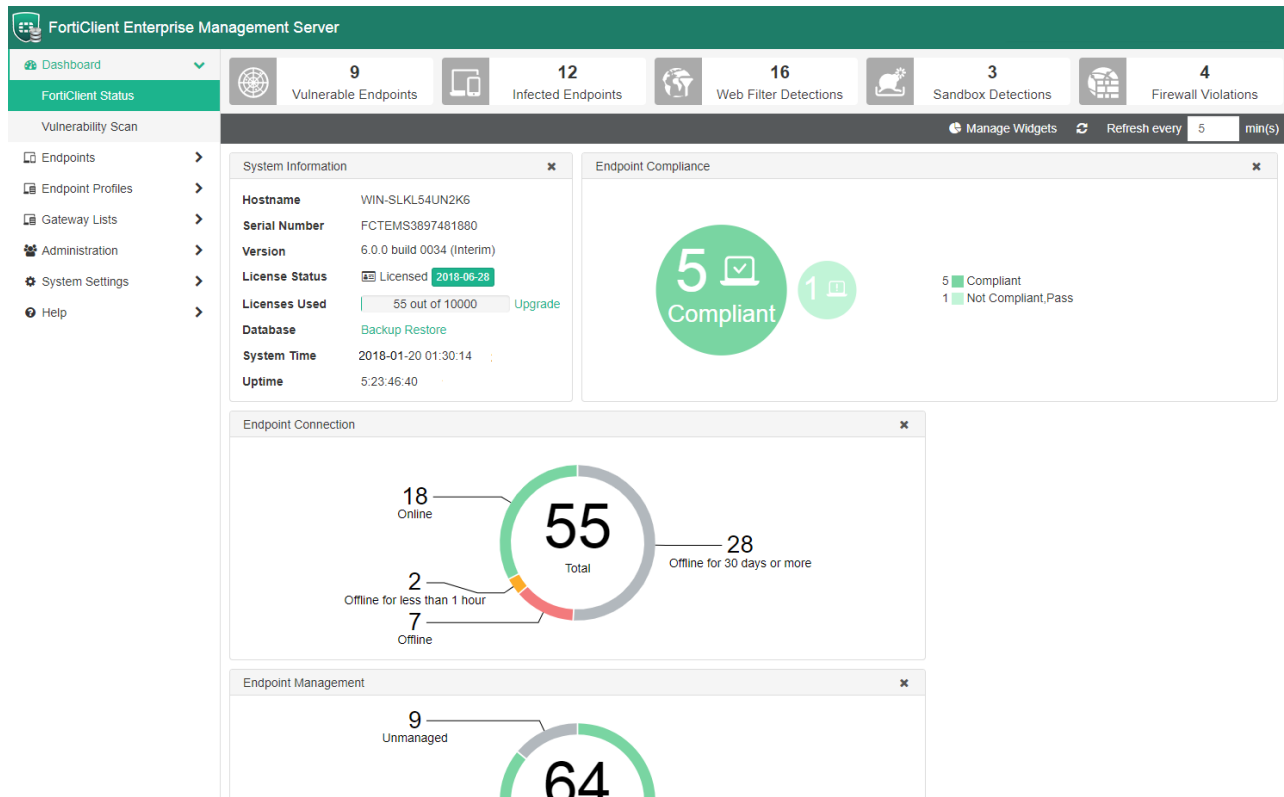 FortiClient Enterprise Management Server
Dashboard
FortiClient Status
Vulnerability Scan
Endpoints
Endpoint Profiles
Gateway Lists
Administration
System Settings
Help
9
Vulnerable Endpoints
12
Infected Endpoints
16
Web Filter Detections
3
Sandbox Detections
4
Firewall Violations
Manage Widgets Refresh every 5 min(s)
System Information
Hostname WIN-SLKL54UN2K6
Serial Number FCTEMS3897481880
Version 6.0.0 build 0034 (Interim)
License Status Licensed 2018-06-28
Licenses Used 55 out of 10000 Upgrade
Database Backup Restore
System Time 2018-01-20 01:30:14
Uptime 5:23:46:40
Endpoint Compliance
5
Compliant
1
5 Compliant
1 Not Compliant,Pass
Endpoint Connection
18
Online
2
Offline for less than 1 hour
7
Offline
55
Total
28
Offline for 30 days or more
Endpoint Management
9
Unmanaged
64